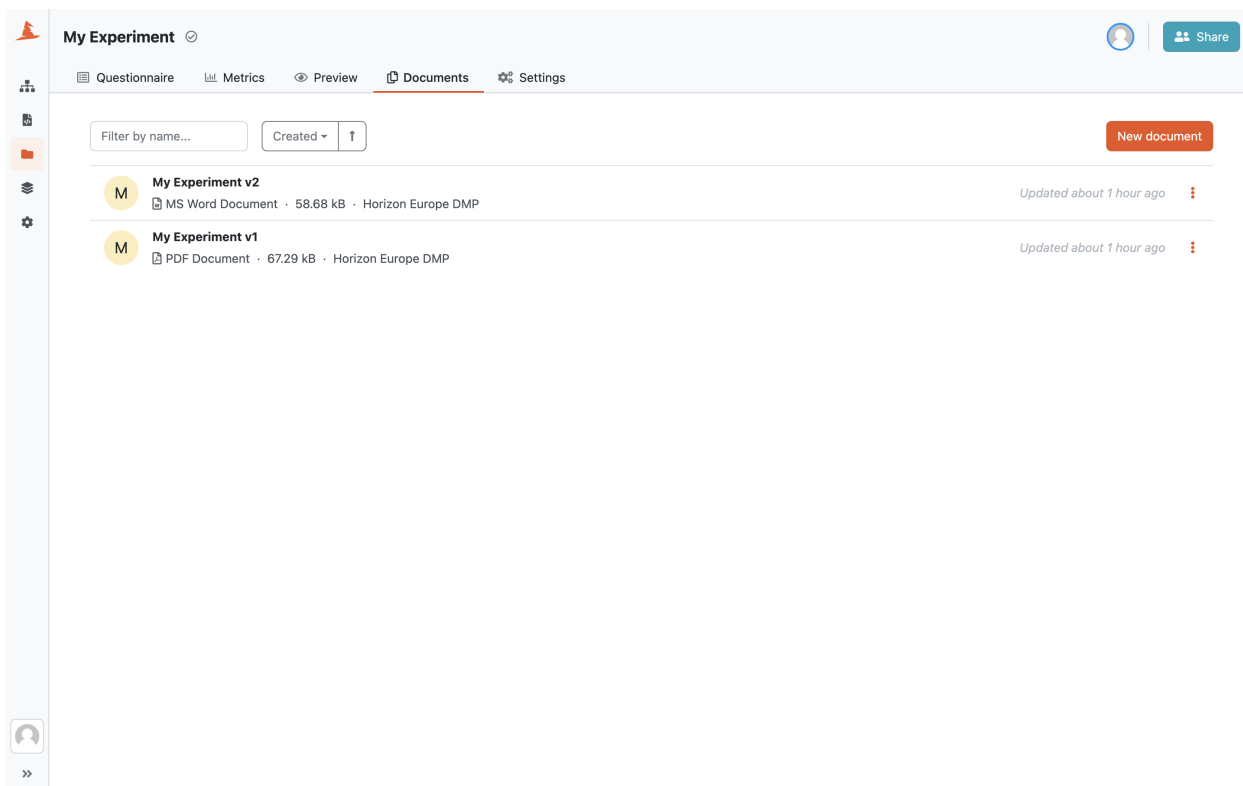 My Experiment
Share
Questionnaire Metrics Preview Documents Settings
Filter by name... Created New document
M
My Experiment v2
MS Word Document · 58.68 kB · Horizon Europe DMP
Updated about 1 hour ago
M
My Experiment v1
PDF Document · 67.29 kB · Horizon Europe DMP
Updated about 1 hour ago